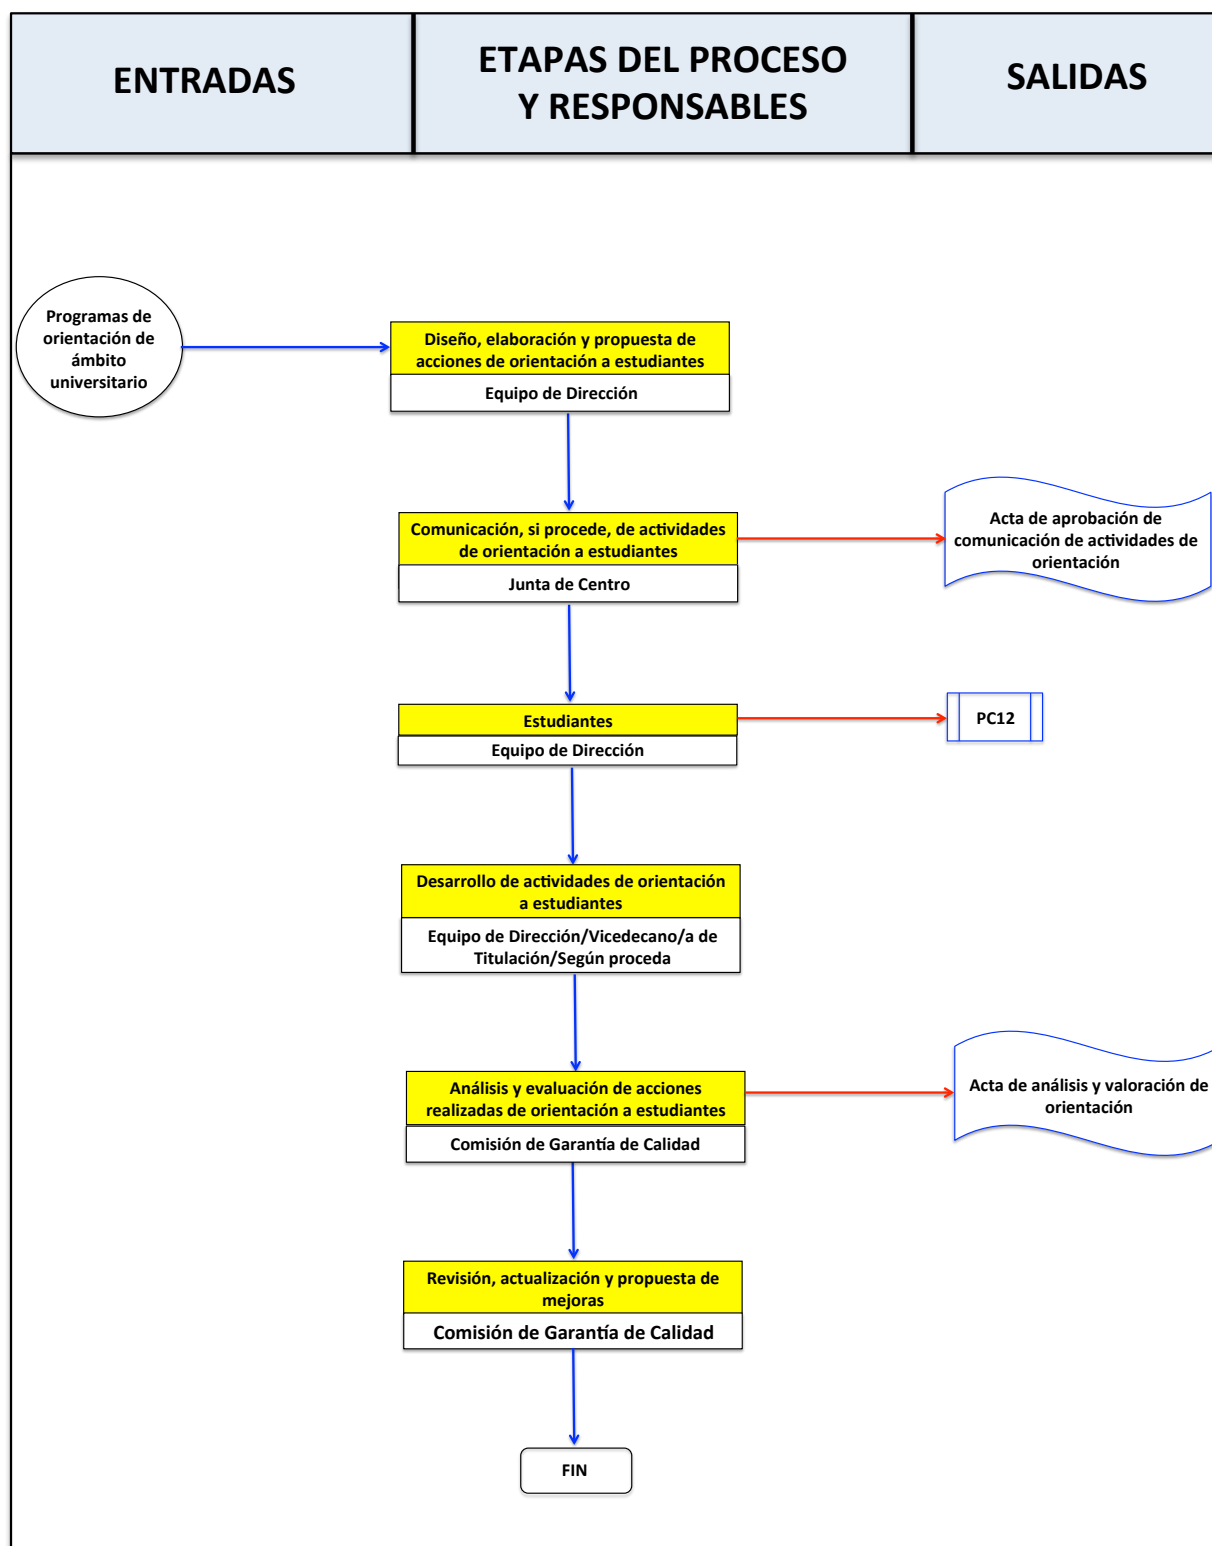 ENTRADAS
ETAPAS DEL PROCESO
Y RESPONSABLES
SALIDAS
Programas de
orientación de
ámbito
universitario
Diseño, elaboración y propuesta de
acciones de orientación a estudiantes
Equipo de Dirección
Comunicación, si procede, de actividades
de orientación a estudiantes
Junta de Centro
Acta de aprobación de
comunicación de actividades de
orientación
Estudiantes
Equipo de Dirección
PC12
Desarrollo de actividades de orientación
a estudiantes
Equipo de Dirección/Vicedecano/a de
Titulación/Según proceda
Análisis y evaluación de acciones
realizadas de orientación a estudiantes
Comisión de Garantía de Calidad
Acta de análisis y valoración de
orientación
Revisión, actualización y propuesta de
mejoras
Comisión de Garantía de Calidad
FIN